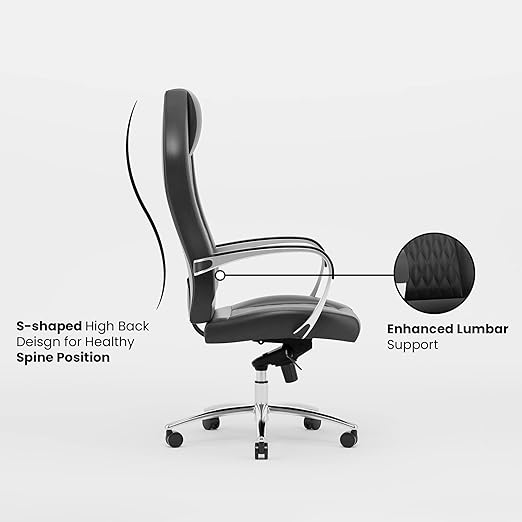 S-shaped High Back
Deisgn for Healthy
Spine Position
Enhanced Lumbar
Support